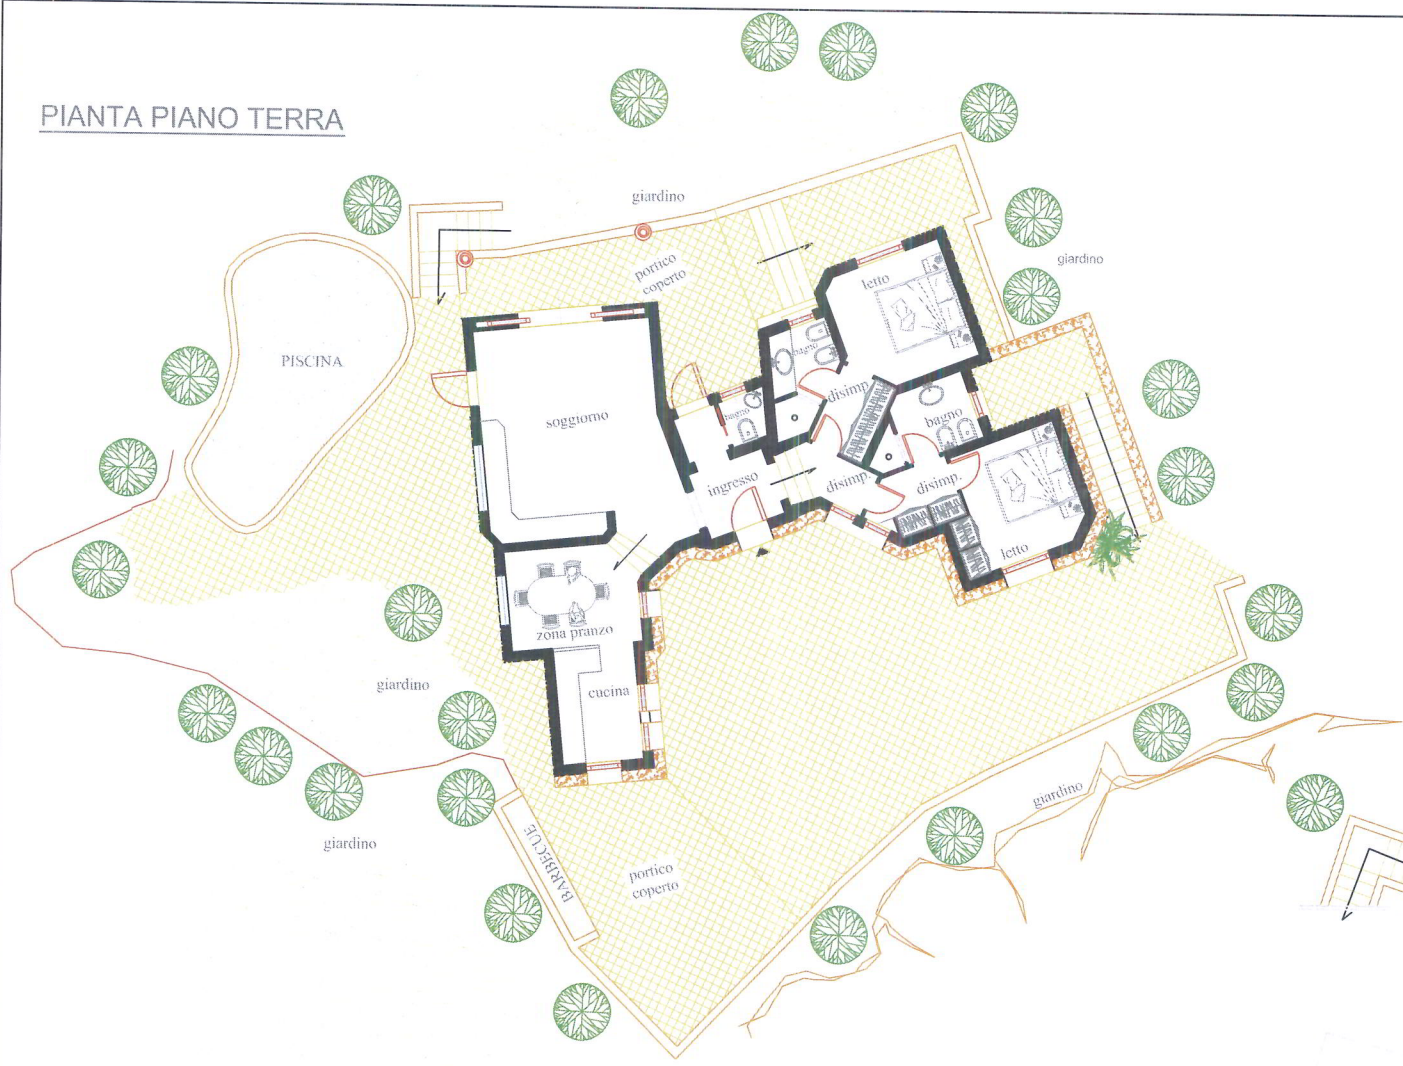 PIANTA PIANO TERRA
giardino
giardino
portico
coperto
letto
PISCINA
bagno
disimp.
soggiorno
bagno
bagno
ingresso
disimp.
disimp.
letto
zona pranzo
giardino
cucina
giardino
giardino
BARBECUE
portico
coperto